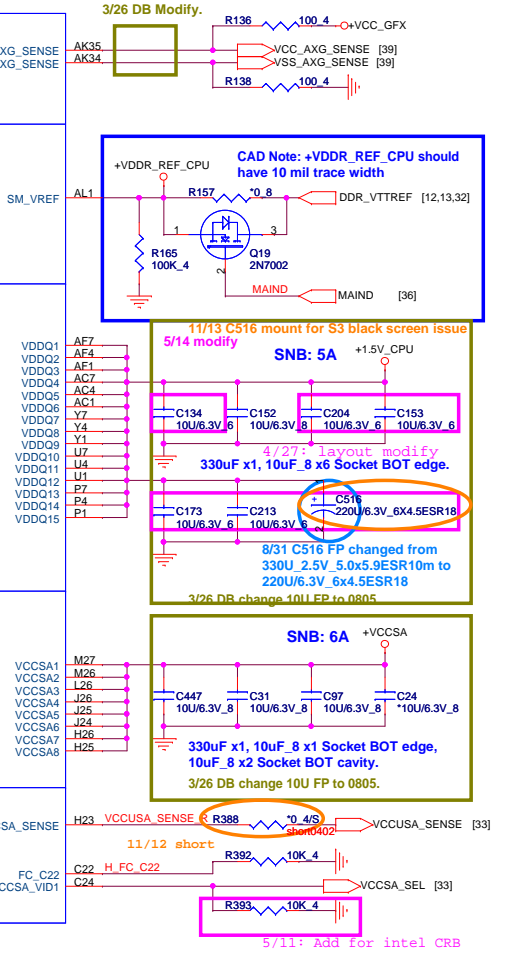 3/26 DB Modify.
R136 100_4 +VCC_GFX
XG_SENSE AK35 VCC_AXG_SENSE [39]
XG_SENSE AK34 VSS_AXG_SENSE [39]
R138 100_4
CAD Note: +VDDR_REF_CPU should
have 10 mil trace width
+VDDR_REF_CPU
SM_VREF AL1 R157 *0_8 DDR_VTTREF [12,13,32]
1 3
R165
100K_4
Q19
2N7002
2
MAIND MAIND [36]
11/13 C516 mount for S3 black screen issue
5/14 modify
SNB: 5A +1.5V_CPU
VDDQ1 AF7
VDDQ2 AF4
VDDQ3 AF1
VDDQ4 AC7
VDDQ5 AC4
VDDQ6 AC1
VDDQ7 Y7
VDDQ8 Y4
VDDQ9 Y1
VDDQ10 U7
VDDQ11 U4
VDDQ12 U1
VDDQ13 P7
VDDQ14 P4
VDDQ15 P1
C134 C152 C204 C153
10U/6.3V_6 10U/6.3V_8 10U/6.3V_6 10U/6.3V_6
4/27: layout modify
330uF x1, 10uF_8 x6 Socket BOT edge.
C173 C213 + C516
10U/6.3V_6 10U/6.3V_6 220U/6.3V_6X4.5ESR18
1
2
8/31 C516 FP changed from
330U_2.5V_5.0x5.9ESR10m to
220U/6.3V_6x4.5ESR18
3/26 DB change 10U FP to 0805.
SNB: 6A +VCCSA
VCCSA1 M27
VCCSA2 M26
VCCSA3 L26
VCCSA4 J26
VCCSA5 J25
VCCSA6 J24
VCCSA7 H26
VCCSA8 H25
C447 C31 C97 C24
10U/6.3V_8 10U/6.3V_8 10U/6.3V_8 *10U/6.3V_8
330uF x1, 10uF_8 x1 Socket BOT edge,
10uF_8 x2 Socket BOT cavity.
3/26 DB change 10U FP to 0805.
CSA_SENSE H23 VCCUSA_SENSE_R R388 *0_4/S VCCUSA_SENSE [33]
short0402
11/12 short
FC_C22 C22 H_FC_C22 R392 10K_4
CCSA_VID1 C24 VCCSA_SEL [33]
R393 10K_4
5/11: Add for intel CRB